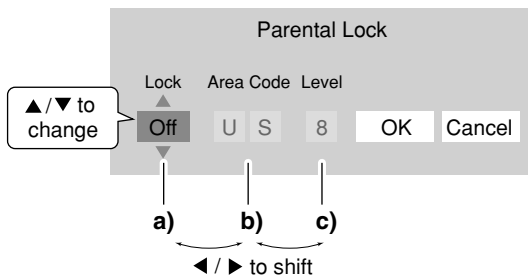 Parental Lock
Lock Area Code Level
▲/▼ to
change
Off U S 8 OK Cancel
a) b) c)
◀ / ▶ to shift